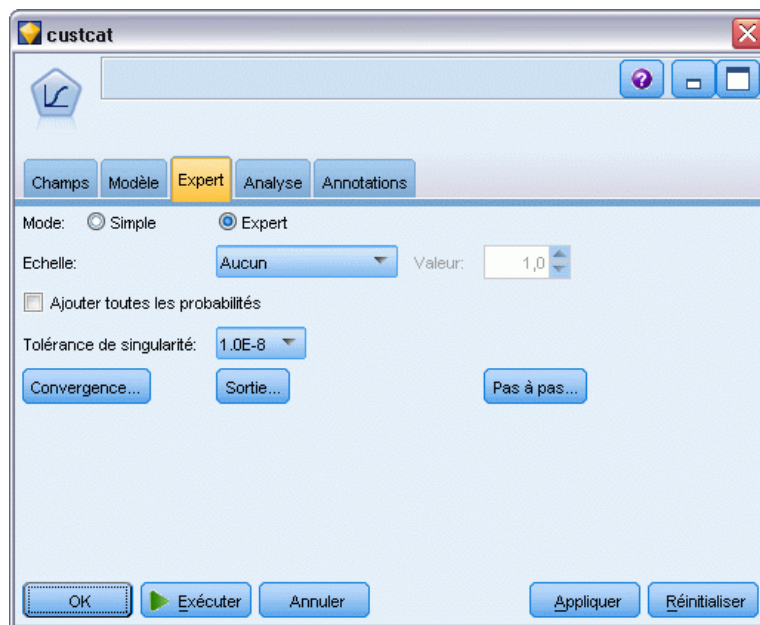 custcat
Champs Modèle Expert Analyse Annotations
Mode: Simple Expert
Echelle: Aucun Valeur: 1,0
Ajouter toutes les probabilités
Tolérance de singularité: 1.0E-8
Convergence... Sortie... Pas à pas...
OK Exécuter Annuler Appliquer Réinitialiser